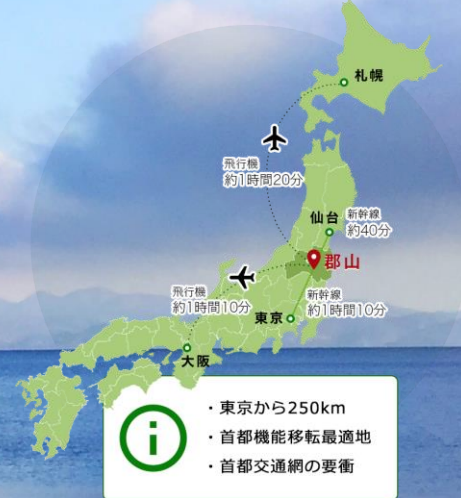 札幌
飛行機
約1時間20分
仙台
新幹線
約40分
郡山
飛行機
約1時間10分
新幹線
約1時間10分
東京
大阪
i
・東京から250km
・首都機能移転最適地
・首都交通網の要衝